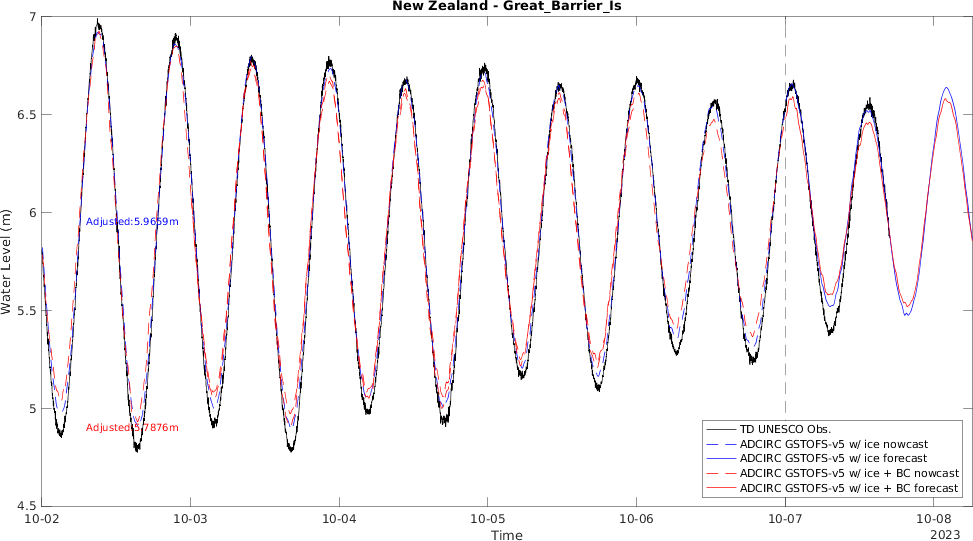 New Zealand - Great_Barrier_Is
Water Level (m)
7
6.5
6
5.5
5
4.5
Adjusted:5.9659m
Adjusted:5.7876m
TD UNESCO Obs.
ADCIRC GSTOFS-v5 w/ ice nowcast
ADCIRC GSTOFS-v5 w/ ice forecast
ADCIRC GSTOFS-v5 w/ ice + BC nowcast
ADCIRC GSTOFS-v5 w/ ice + BC forecast
10-02 10-03 10-04 10-05 10-06 10-07 10-08
2023
Time